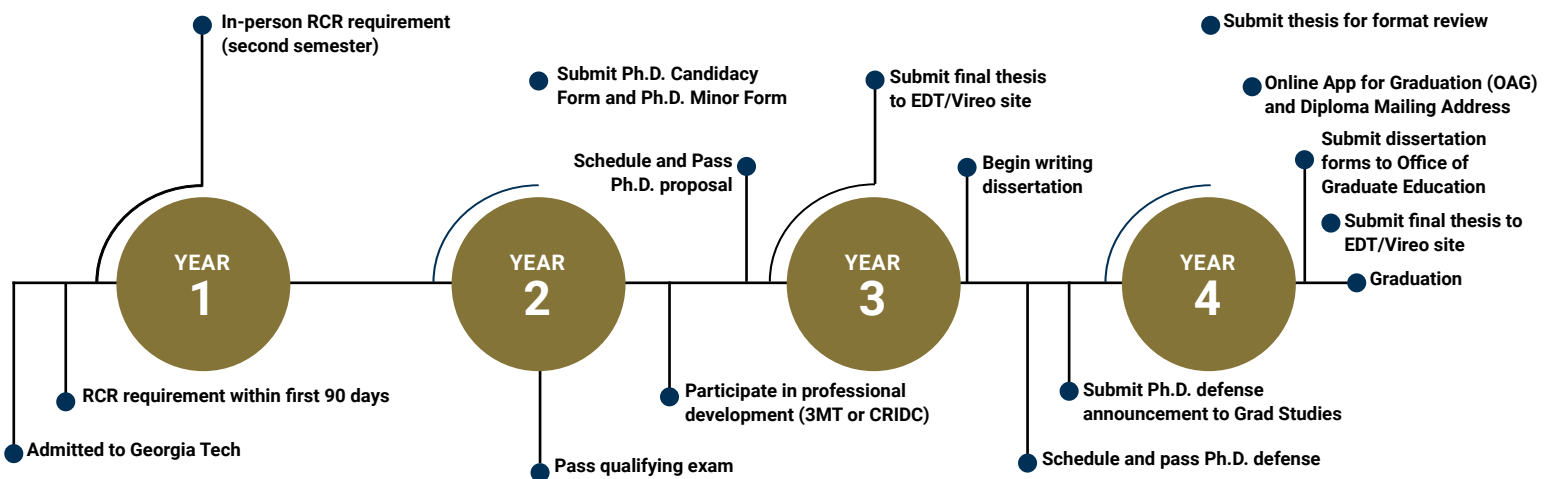 In-person RCR requirement
(second semester)
YEAR
1
RCR requirement within first 90 days
Admitted to Georgia Tech
Submit Ph.D. Candidacy
Form and Ph.D. Minor Form
YEAR
2
Pass qualifying exam
Schedule and Pass
Ph.D. proposal
Participate in professional
development (3MT or CRIDC)
Submit final thesis
to EDT/Vireo site
YEAR
3
Begin writing
dissertation
Submit Ph.D. defense
announcement to Grad Studies
Schedule and pass Ph.D. defense
Submit thesis for format review
Online App for Graduation (OAG)
and Diploma Mailing Address
YEAR
4
Submit dissertation
forms to Office of
Graduate Education
Submit final thesis to
EDT/Vireo site
Graduation